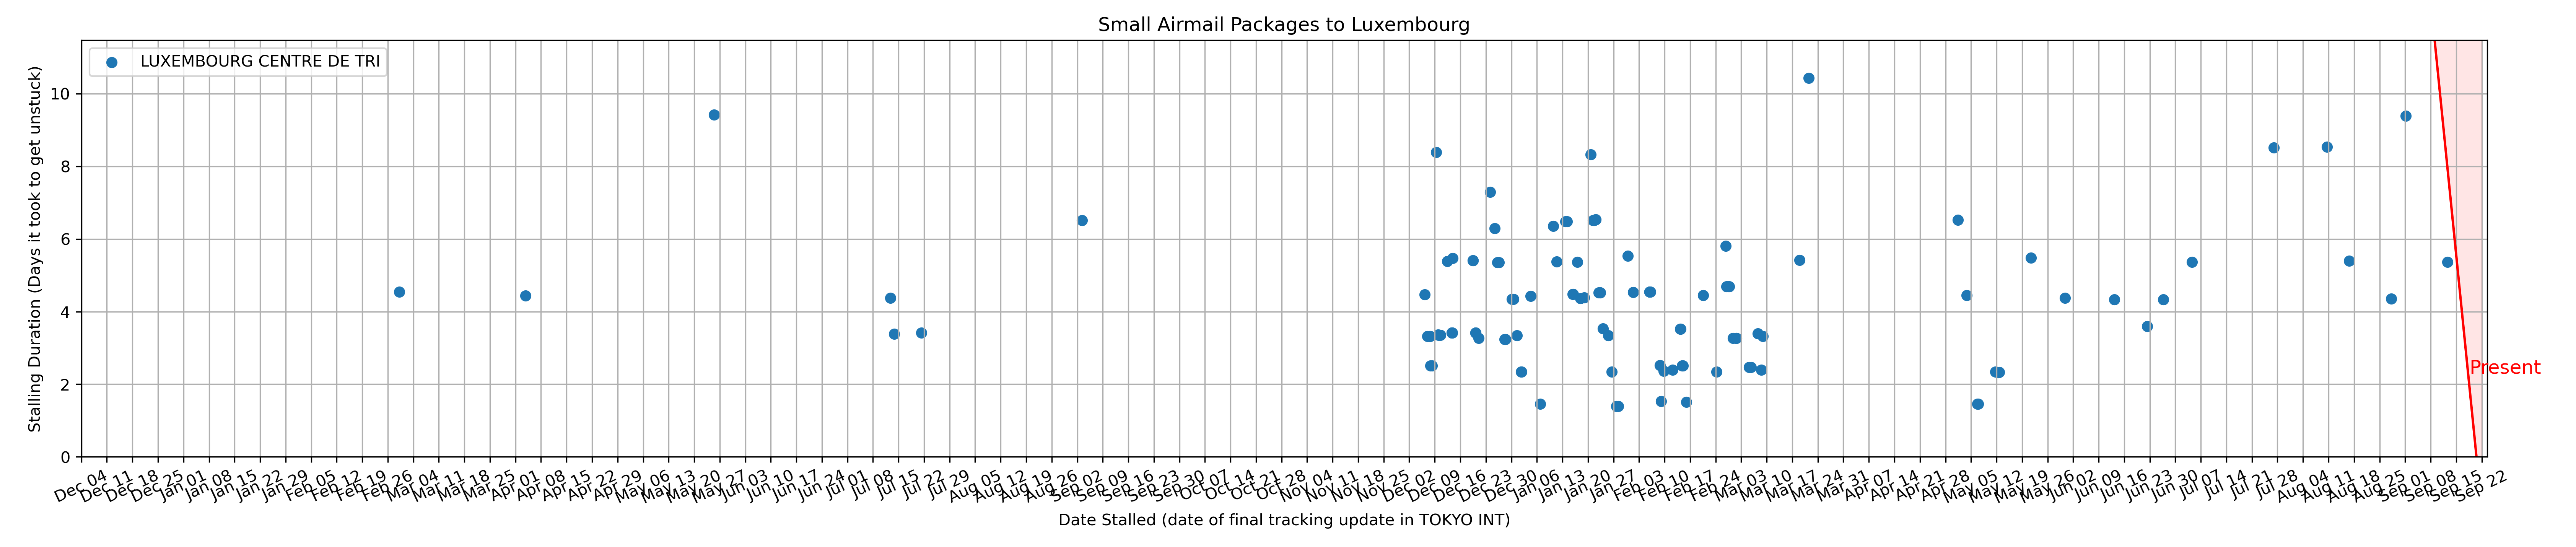 Small Airmail Packages to Luxembourg
LUXEMBOURG CENTRE DE TRI
Stalling Duration (Days it took to get unstuck)
10
8
6
4
2
0
Present
Dec 04
Dec 11
Dec 18
Dec 25
Jan 01
Jan 08
Jan 15
Jan 22
Jan 29
Feb 05
Feb 12
Feb 19
Feb 26
Mar 04
Mar 11
Mar 18
Mar 25
Apr 01
Apr 08
Apr 15
Apr 22
Apr 29
May 06
May 13
May 20
May 27
Jun 03
Jun 10
Jun 17
Jun 24
Jul 01
Jul 08
Jul 15
Jul 22
Jul 29
Aug 05
Aug 12
Aug 19
Aug 26
Sep 02
Sep 09
Sep 16
Sep 23
Sep 30
Oct 07
Oct 14
Oct 21
Oct 28
Nov 04
Nov 11
Nov 18
Nov 25
Dec 02
Dec 09
Dec 16
Dec 23
Dec 30
Jan 06
Jan 13
Jan 20
Jan 27
Feb 03
Feb 10
Feb 17
Feb 24
Mar 03
Mar 10
Mar 17
Mar 24
Mar 31
Apr 07
Apr 14
Apr 21
Apr 28
May 05
May 12
May 19
May 26
Jun 02
Jun 09
Jun 16
Jun 23
Jun 30
Jul 07
Jul 14
Jul 21
Jul 28
Aug 04
Aug 11
Aug 18
Aug 25
Sep 01
Sep 08
Sep 15
Sep 22
Date Stalled (date of final tracking update in TOKYO INT)